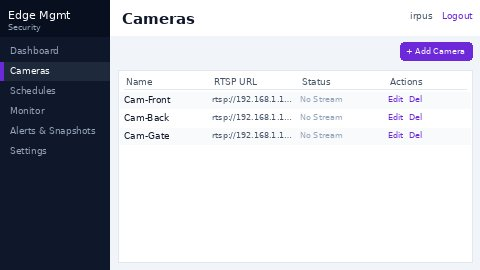 Edge Mgmt
Security
Dashboard
Cameras
Schedules
Monitor
Alerts & Snapshots
Settings
Cameras
irpus Logout
+ Add Camera
Name RTSP URL Status Actions
Cam-Front rtsp://192.168.1.1... No Stream Edit Del
Cam-Back rtsp://192.168.1.1... No Stream Edit Del
Cam-Gate rtsp://192.168.1.1... No Stream Edit Del